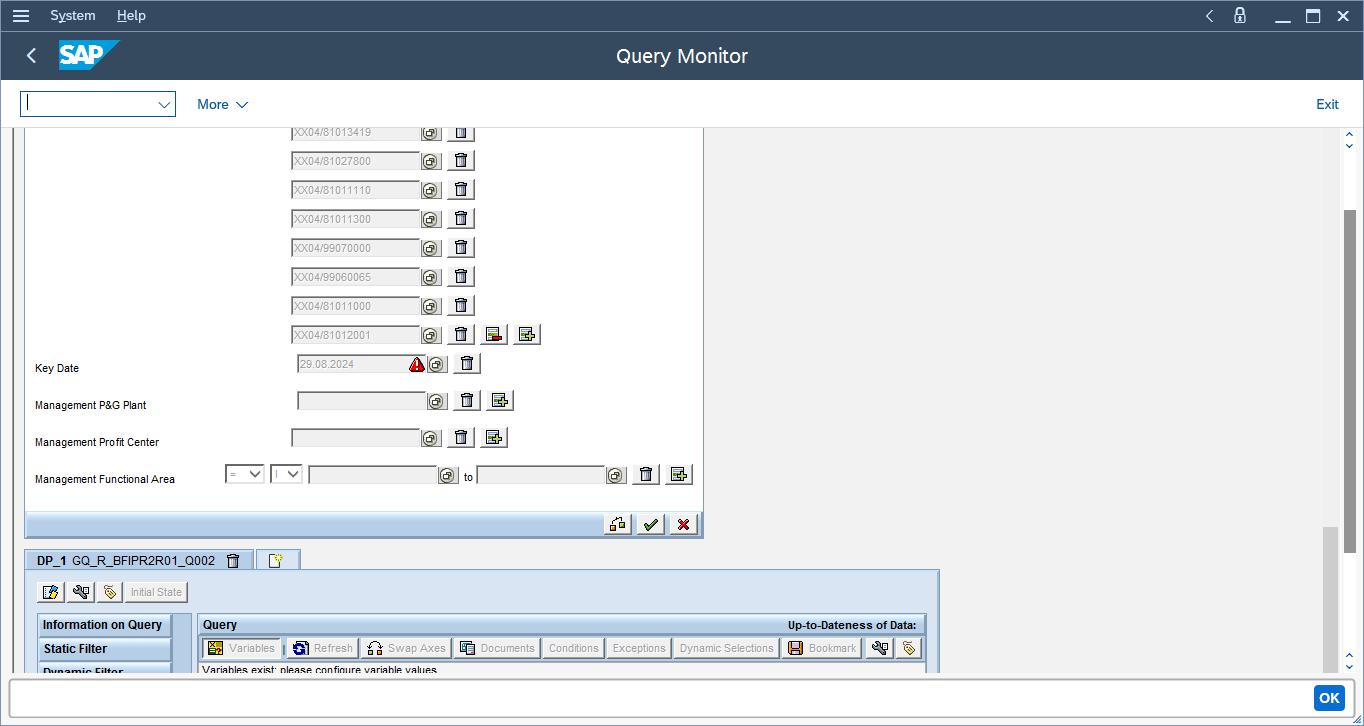 System Help
SAP Query Monitor
More Exit
XX04/81013419
XX04/81027800
XX04/81011110
XX04/81011300
XX04/99070000
XX04/99060065
XX04/81011000
XX04/81012001
Key Date 29.08.2024
Management P&G Plant
Management Profit Center
Management Functional Area = I to
DP_1 GQ_R_BFIPR2R01_Q002
Initial State
Information on Query
Static Filter
Dynamic Filter
Query Up-to-Dateness of Data:
Variables Refresh Swap Axes Documents Conditions Exceptions Dynamic Selections Bookmark
Variables exist: please configure variable values
OK